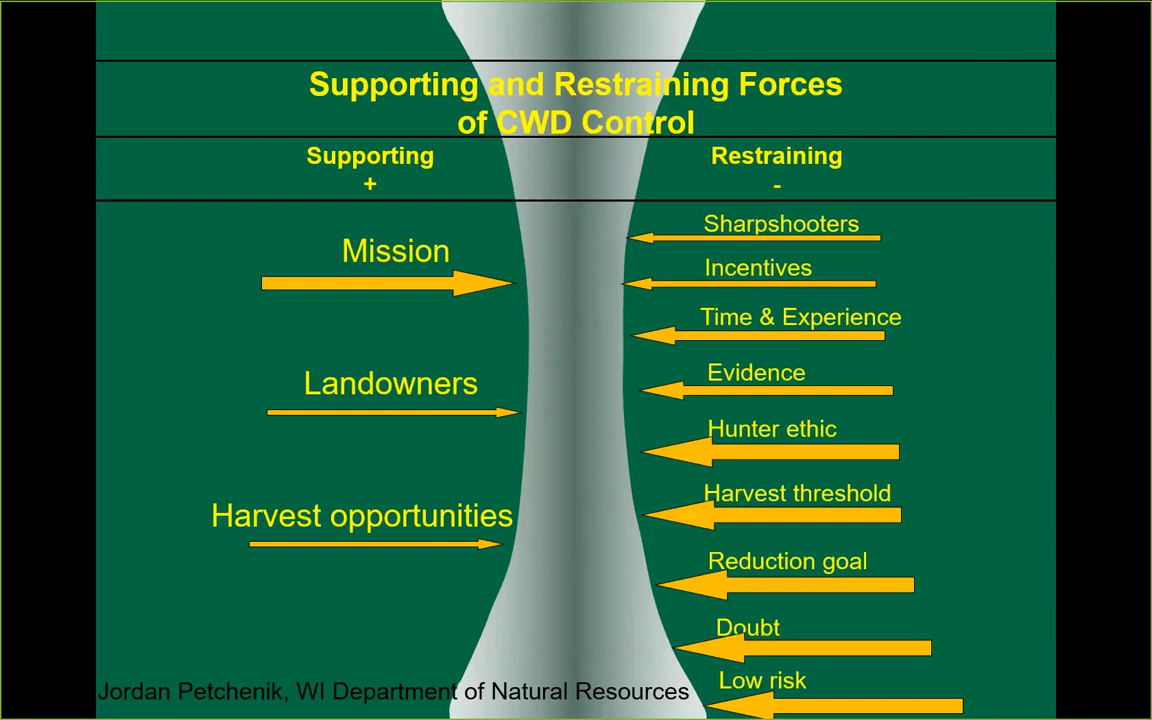 Supporting and Restraining Forces
of CWD Control
Supporting
+
Restraining
-
Mission
Landowners
Harvest opportunities
Sharpshooters
Incentives
Time & Experience
Evidence
Hunter ethic
Harvest threshold
Reduction goal
Doubt
Low risk
Jordan Petchenik, WI Department of Natural Resources